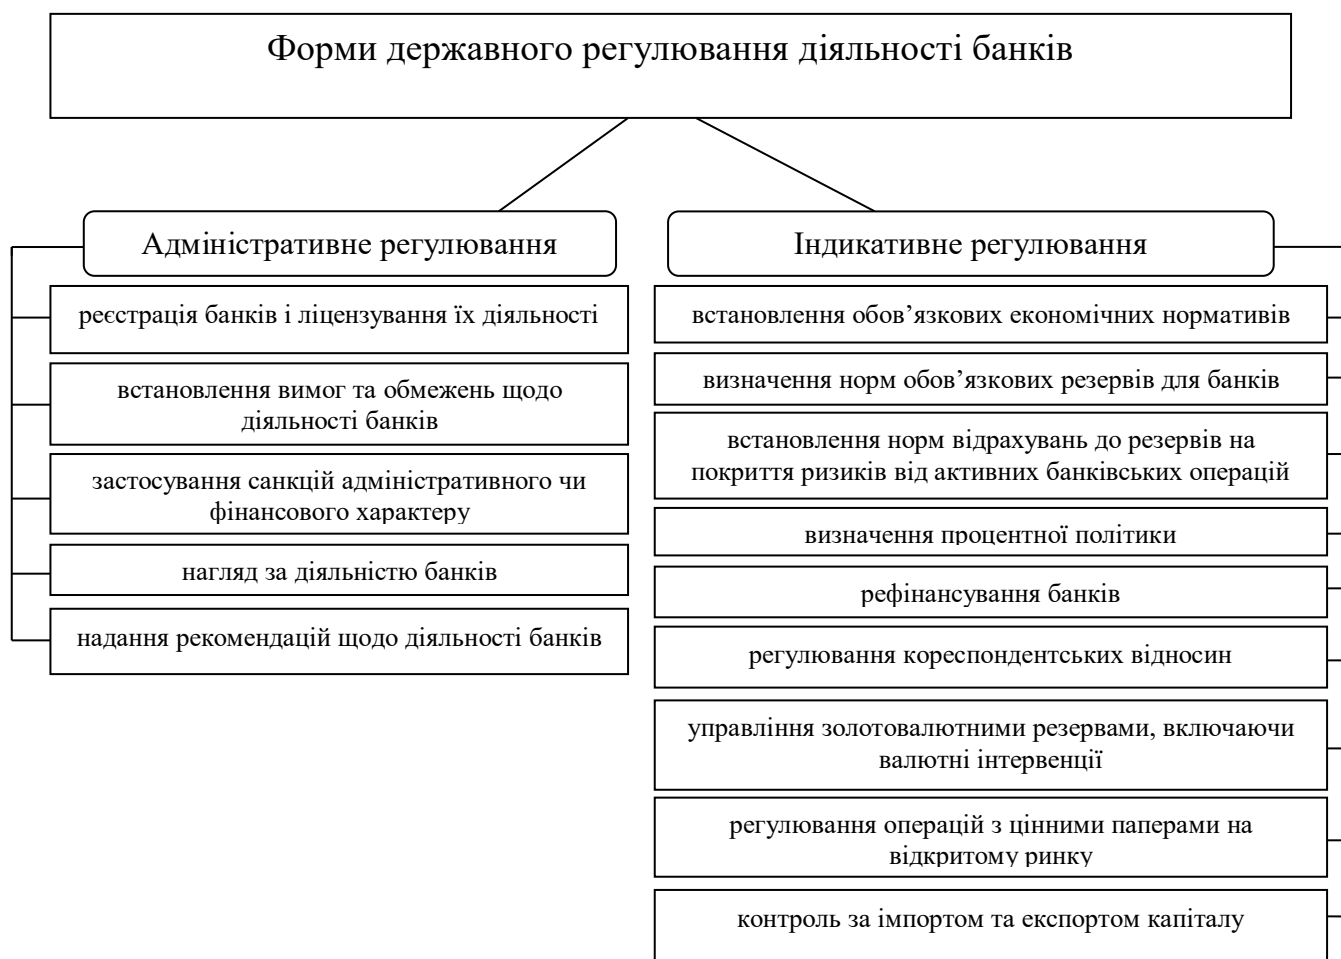 Форми державного регулювання діяльності банків
Адміністративне регулювання
реєстрація банків і ліцензування їх діяльності
встановлення вимог та обмежень щодо
діяльності банків
застосування санкцій адміністративного чи
фінансового характеру
нагляд за діяльністю банків
надання рекомендацій щодо діяльності банків
Індикативне регулювання
встановлення обов’язкових економічних нормативів
визначення норм обов’язкових резервів для банків
встановлення норм відрахувань до резервів на
покриття ризиків від активних банківських операцій
визначення процентної політики
рефінансування банків
регулювання кореспондентських відносин
управління золотовалютними резервами, включаючи
валютні інтервенції
регулювання операцій з цінними паперами на
відкритому ринку
контроль за імпортом та експортом капіталу